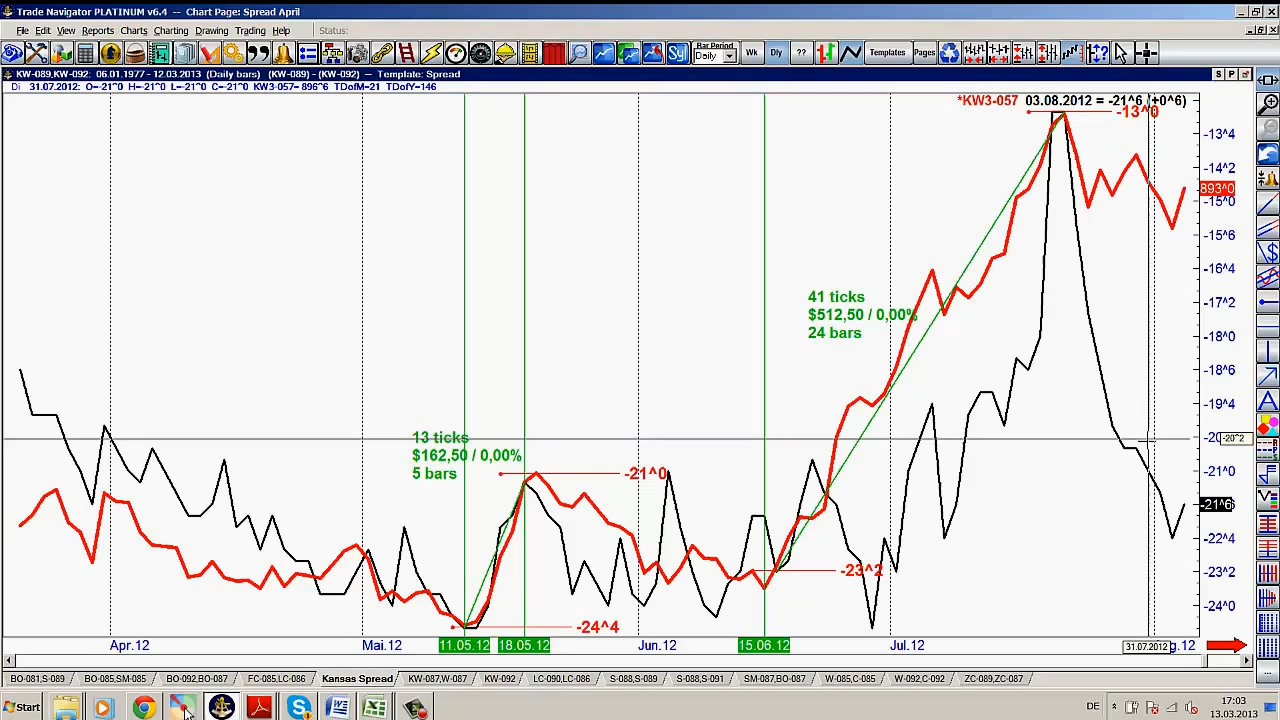 Trade Navigator PLATINUM v6.4 – Chart Page: Spread April
File Edit View Reports Charts Charting Drawing Trading Help Status:
Bar Period
Daily Wk Dly ?? Templates Pages
KW-089,KW-092: 06.01.1977 - 12.03.2013 (Daily bars) (KW-089) - (KW-092) – Template: Spread
S P
Di 31.07.2012: O=-21^0 H=-21^0 L=-21^0 C=-21^0 KW3-057= 896^6 TDofM=21 TDofY=146
*KW3-057 03.08.2012 = -21^6 (+0^6)
-13^0
-13^4
-14^2
893^0
-15^0
-15^6
-16^4
41 ticks
$512,50 / 0,00%
24 bars
-17^2
-18^0
-18^6
-19^4
13 ticks
$162,50 / 0,00%
5 bars
-20^2
-21^0
-21^0
-21^6
-22^4
-23^2
-23^2
-24^0
-24^4
Apr.12 Mai.12 11.05.12 18.05.12 Jun.12 15.06.12 Jul.12 31.07.2012 g.12
BO-081,S-089 BO-085,SM-085 BO-092,BO-087 FC-085,LC-086 Kansas Spread KW-087,W-087 KW-092 LC-081,LC-086 S-088,S-089 S-088,S-091 SM-087,BO-087 W-085,C-085 W-092,C-092 ZC-089,ZC-087
Start DE 17:03
13.03.2013